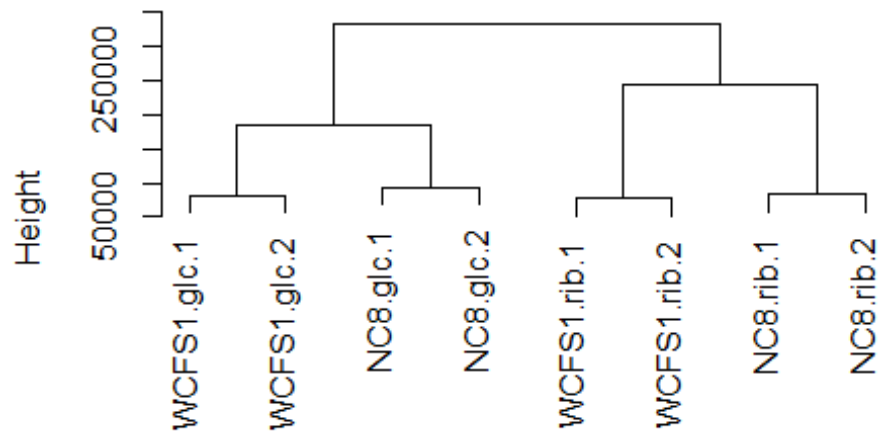 Height
250000
50000
WCFS1.glc.1
WCFS1.glc.2
NC8.glc.1
NC8.glc.2
WCFS1.rib.1
WCFS1.rib.2
NC8.rib.1
NC8.rib.2